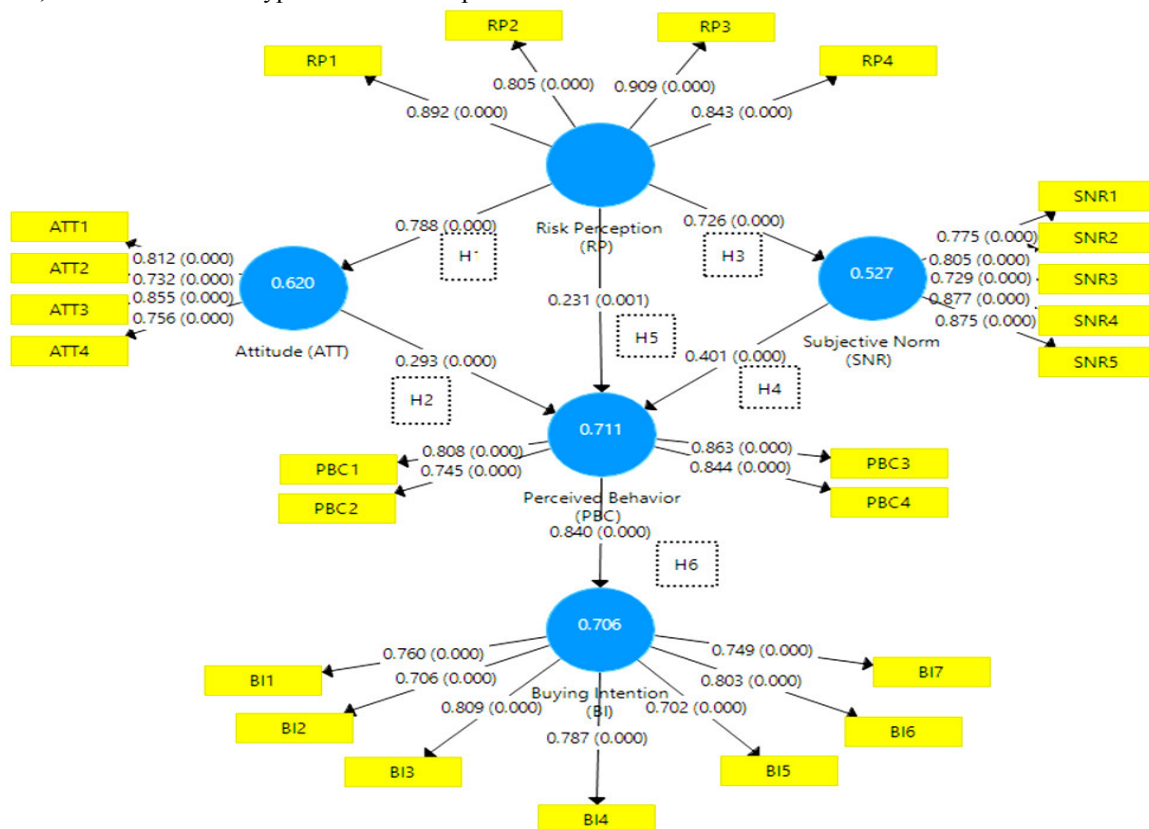 RP2
RP3
RP1
RP4
0.805 (0.000)
0.909 (0.000)
0.892 (0.000)
0.843 (0.000)
Risk Perception
(RP)
0.788 (0.000)
H1
0.726 (0.000)
H3
ATT1
ATT2
ATT3
ATT4
0.812 (0.000)
0.732 (0.000)
0.855 (0.000)
0.756 (0.000)
0.620
Attitude (ATT)
SNR1
SNR2
SNR3
SNR4
SNR5
0.775 (0.000)
0.805 (0.000)
0.729 (0.000)
0.877 (0.000)
0.875 (0.000)
0.527
Subjective Norm
(SNR)
0.231 (0.001)
H5
0.293 (0.000)
H2
0.401 (0.000)
H4
0.711
Perceived Behavior
(PBC)
0.808 (0.000)
0.745 (0.000)
PBC1
PBC2
0.863 (0.000)
0.844 (0.000)
PBC3
PBC4
0.840 (0.000)
H6
0.706
Buying Intention
(BI)
0.760 (0.000)
0.706 (0.000)
0.809 (0.000)
0.787 (0.000)
0.702 (0.000)
0.803 (0.000)
0.749 (0.000)
BI1
BI2
BI3
BI4
BI5
BI6
BI7